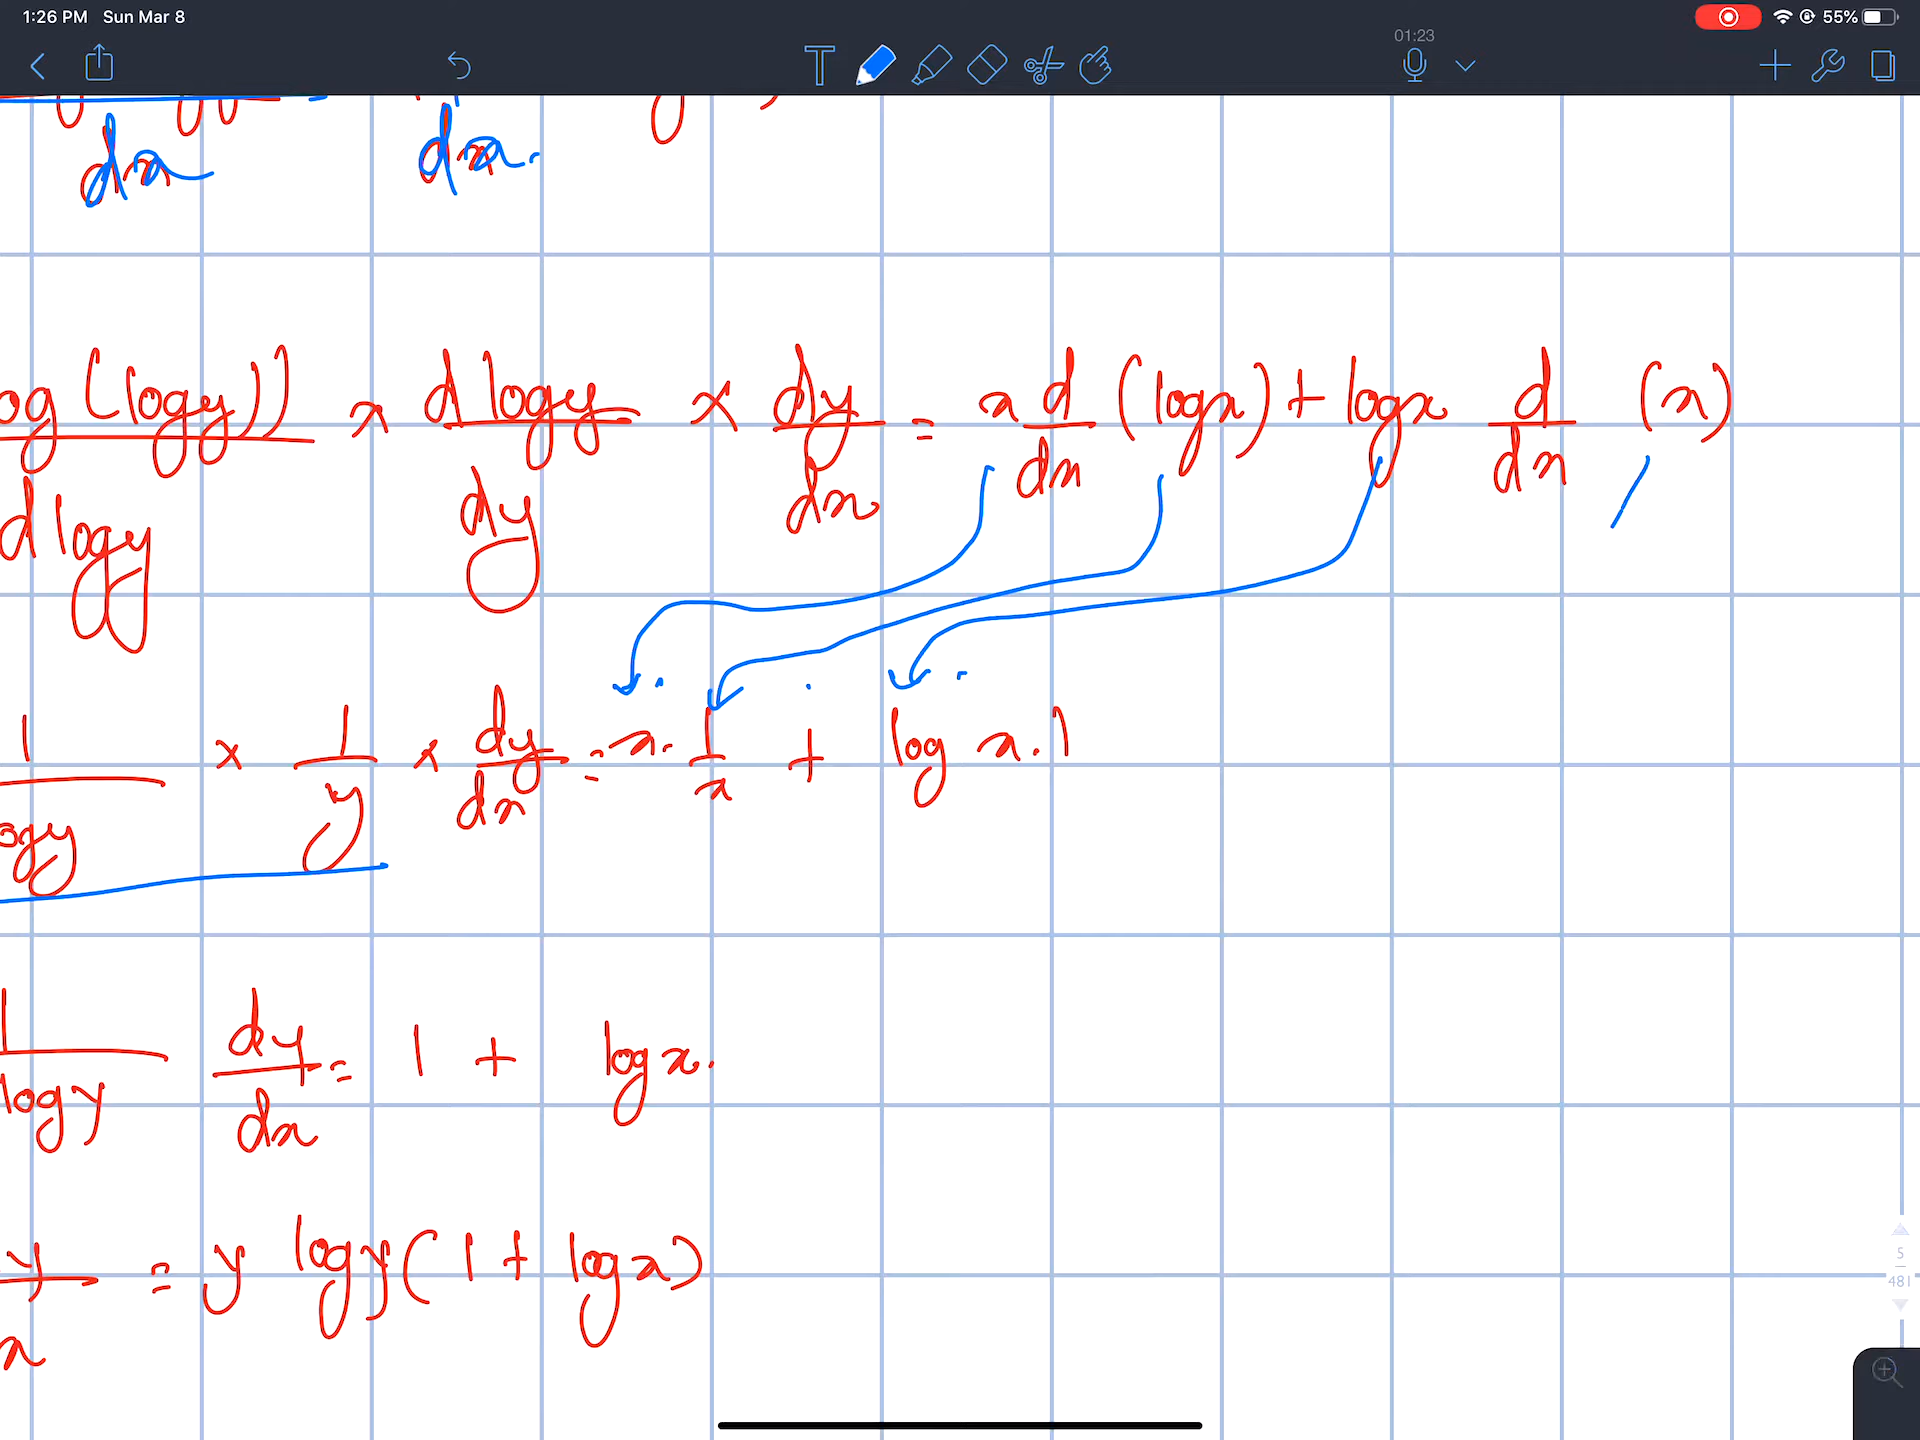 1:26 PM Sun Mar 8 55%
01:23
T
dx dx.
og (logy)) x d logy x dy = x d (logx) + logx d (x)
d logy dy dx dx dx
1 x 1 x dy = x. 1 + log x. 1
ogy y dx x
1 dy = 1 + log x.
logy dx
y = y logy (1 + log x)
x
5
481